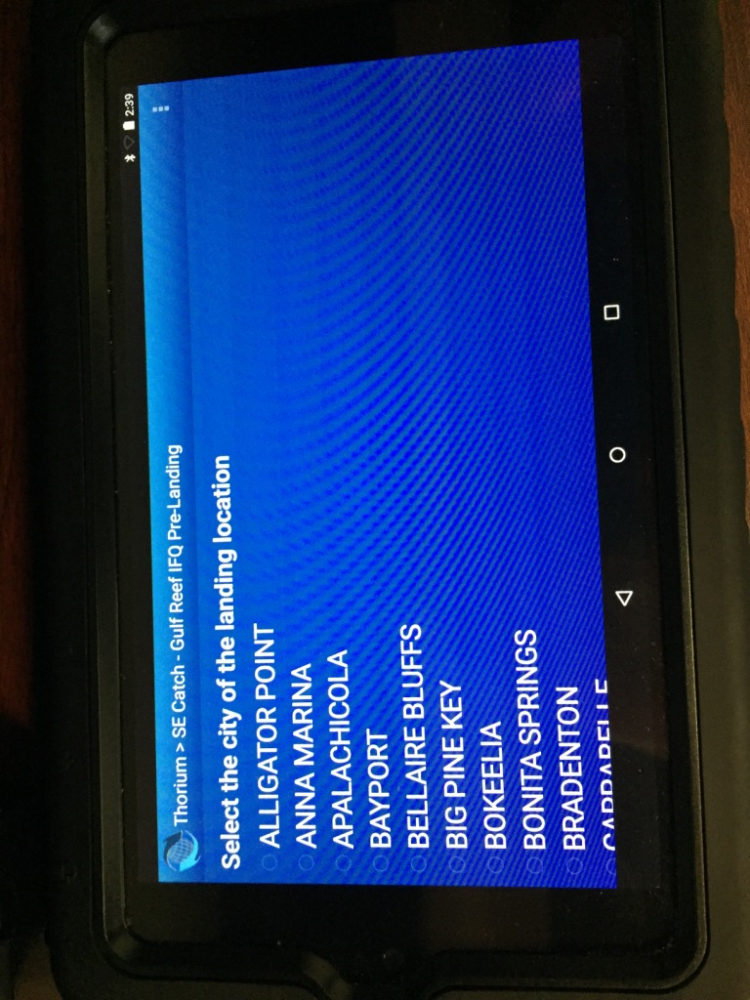 2:39
Thorium > SE Catch - Gulf Reef IFQ Pre-Landing
Select the city of the landing location
ALLIGATOR POINT
ANNA MARINA
APALACHICOLA
BAYPORT
BELLAIRE BLUFFS
BIG PINE KEY
BOKEELIA
BONITA SPRINGS
BRADENTON
CARRABELLE